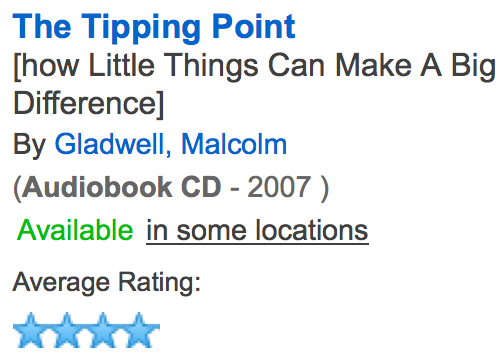 The Tipping Point
[how Little Things Can Make A Big
Difference]
By Gladwell, Malcolm
(Audiobook CD - 2007 )
Available in some locations
Average Rating: